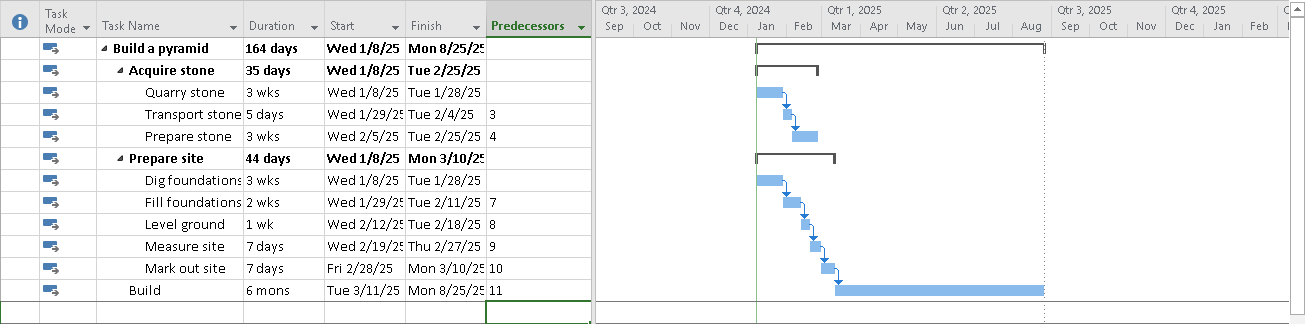 Task Mode Task Name Duration Start Finish Predecessors
Qtr 3, 2024 Qtr 4, 2024 Qtr 1, 2025 Qtr 2, 2025 Qtr 3, 2025 Qtr 4, 2025
Sep Oct Nov Dec Jan Feb Mar Apr May Jun Jul Aug Sep Oct Nov Dec Jan Feb
Build a pyramid 164 days Wed 1/8/25 Mon 8/25/25
Acquire stone 35 days Wed 1/8/25 Tue 2/25/25
Quarry stone 3 wks Wed 1/8/25 Tue 1/28/25
Transport stone 5 days Wed 1/29/25 Tue 2/4/25 3
Prepare stone 3 wks Wed 2/5/25 Tue 2/25/25 4
Prepare site 44 days Wed 1/8/25 Mon 3/10/25
Dig foundations 3 wks Wed 1/8/25 Tue 1/28/25
Fill foundations 2 wks Wed 1/29/25 Tue 2/11/25 7
Level ground 1 wk Wed 2/12/25 Tue 2/18/25 8
Measure site 7 days Wed 2/19/25 Thu 2/27/25 9
Mark out site 7 days Fri 2/28/25 Mon 3/10/25 10
Build 6 mons Tue 3/11/25 Mon 8/25/25 11